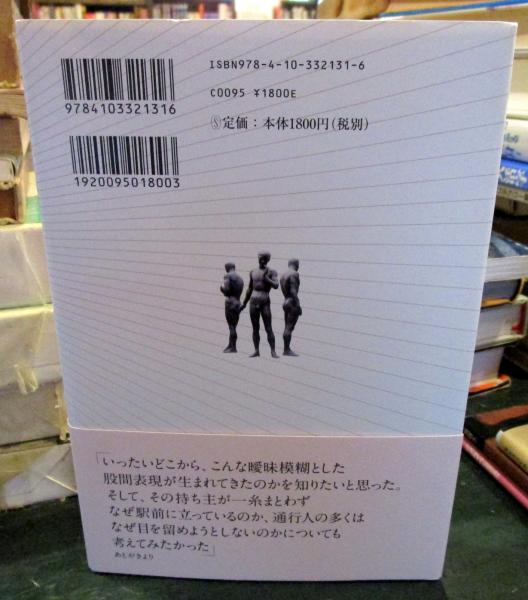 ISBN978-4-10-332131-6
C0095 ¥1800E
Ⓢ定価：本体1800円（税別）
9784103321316
1920095018003
「いったいどこから、こんな曖昧模糊とした
股間表現が生まれてきたのかを知りたいと思った。
そして、その持ち主が一糸まとわず
なぜ駅前に立っているのか、通行人の多くは
なぜ目を留めようとしないのかについても
考えてみたかった」
あとがきより